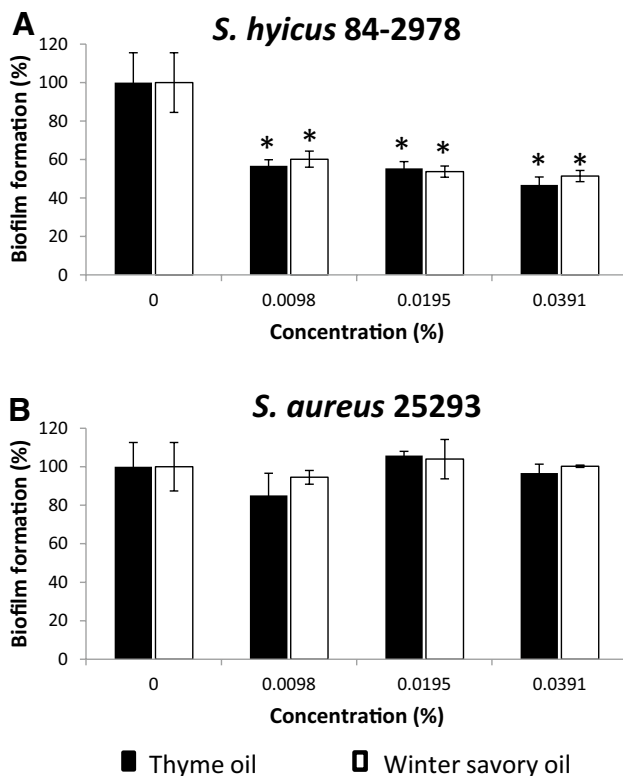 A
S. hyicus 84-2978
Biofilm formation (%)
120
100
80
60
40
20
0
* * * * * *
0 0.0098 0.0195 0.0391
Concentration (%)
B
S. aureus 25293
Biofilm formation (%)
120
100
80
60
40
20
0
0 0.0098 0.0195 0.0391
Concentration (%)
Thyme oil Winter savory oil